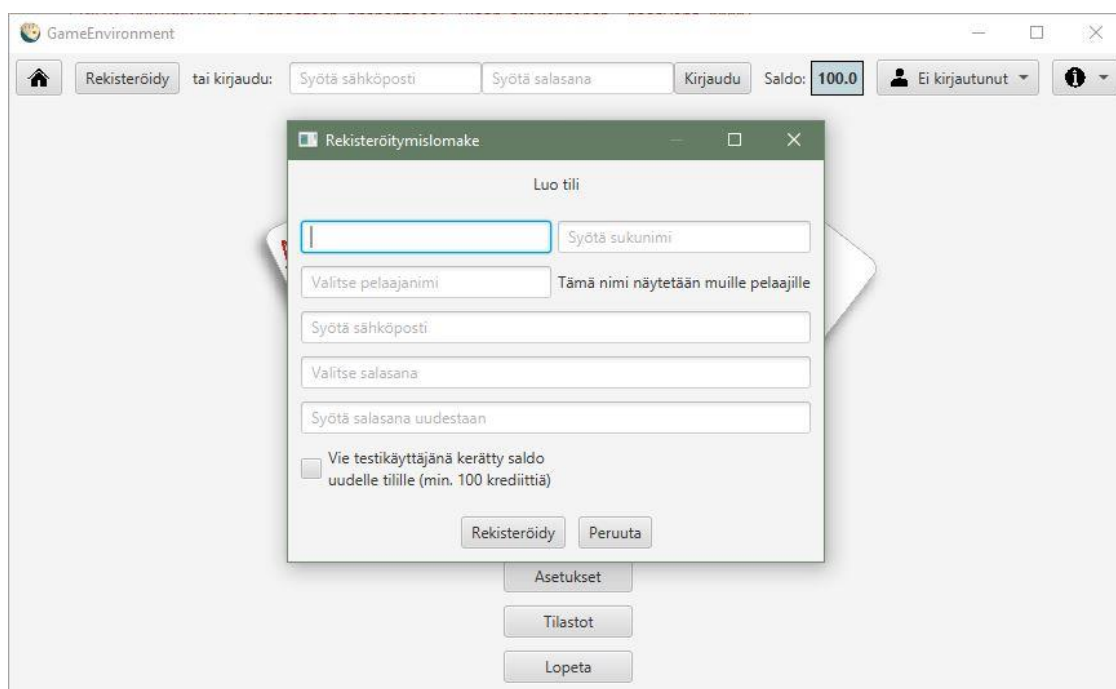 GameEnvironment
Rekisteröidy tai kirjaudu: Syötä sähköposti Syötä salasana Kirjaudu Saldo: 100.0 Ei kirjautunut
Rekisteröitymislomake
Luo tili
Syötä sukunimi
Valitse pelaajanimi Tämä nimi näytetään muille pelaajille
Syötä sähköposti
Valitse salasana
Syötä salasana uudestaan
Vie testikäyttäjänä kerätty saldo
uudelle tilille (min. 100 krediittiä)
Rekisteröidy Peruuta
Asetukset
Tilastot
Lopeta